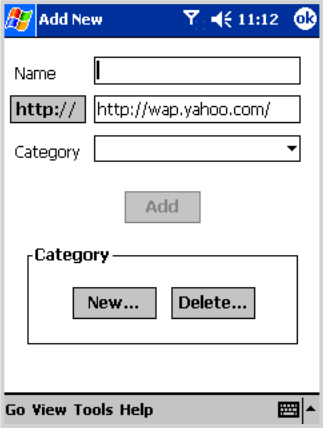 Add New 11:12 ok
Name
http:// http://wap.yahoo.com/
Category
Add
Category
New... Delete...
Go View Tools Help